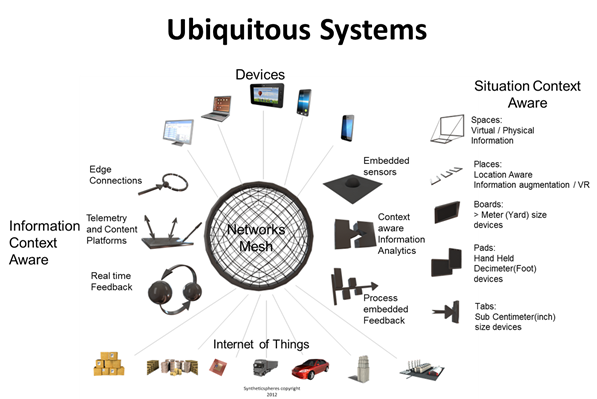 Ubiquitous Systems
Devices
Situation Context
Aware
Spaces:
Virtual / Physical
Information
Places:
Location Aware
Information augmentation / VR
Boards:
> Meter (Yard) size
devices
Pads:
Hand Held
Decimeter(Foot)
devices
Tabs:
Sub Centimeter(inch)
size devices
Edge
Connections
Embedded
sensors
Information
Context
Aware
Telemetry
and Content
Platforms
Networks
Mesh
Context
aware
Information
Analytics
Real time
Feedback
Process
embedded
Feedback
Internet of Things
Syntheticspheres copyright
2012